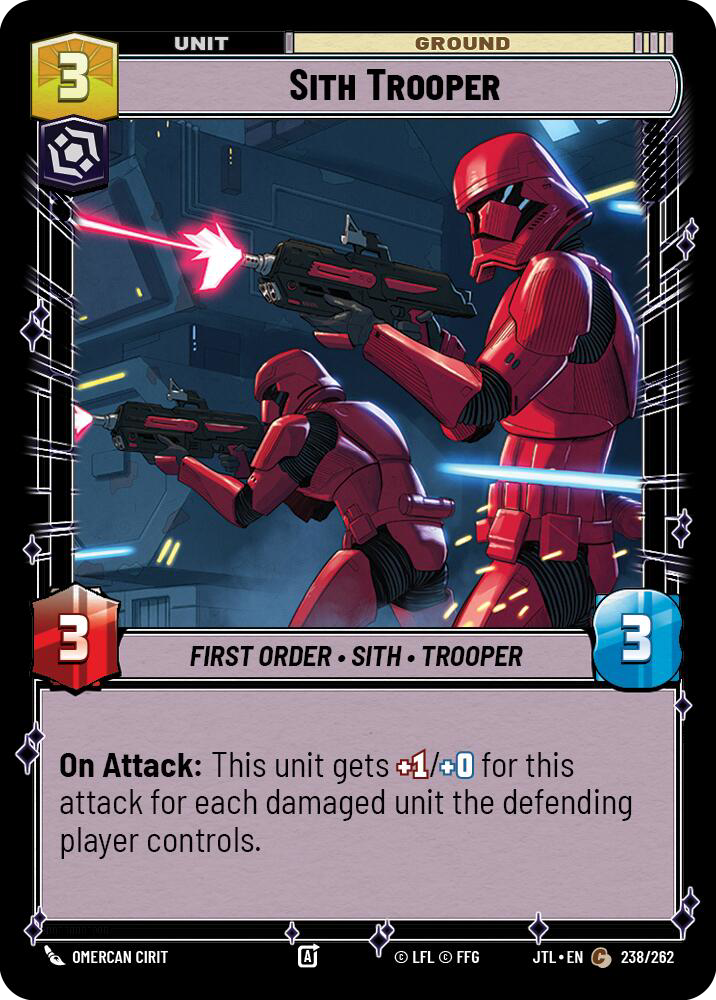 UNIT
GROUND
3
SITH TROOPER
3
FIRST ORDER • SITH • TROOPER
3
On Attack: This unit gets +1/+0 for this
attack for each damaged unit the defending
player controls.
OMERCAN CIRIT
A
© LFL © FFG
JTL • EN
C
238/262